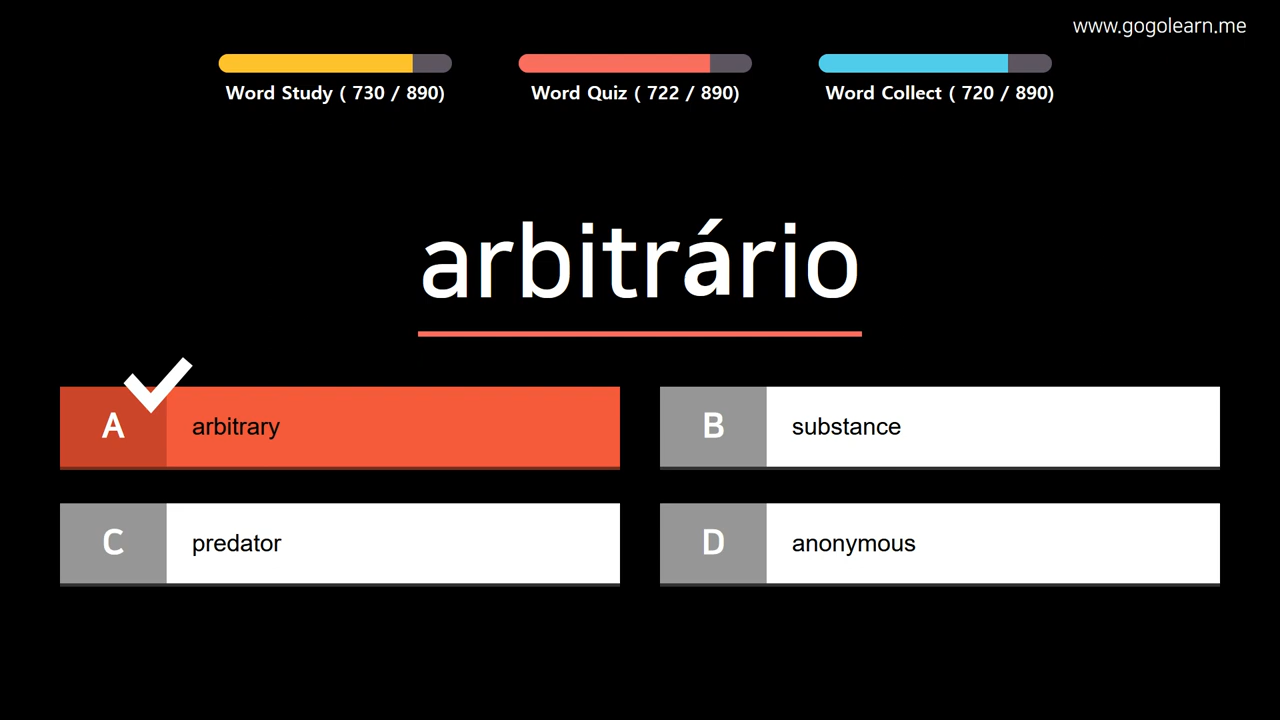 www.gogolearn.me
Word Study ( 730 / 890)
Word Quiz ( 722 / 890)
Word Collect ( 720 / 890)
arbitrário
A arbitrary
B substance
C predator
D anonymous